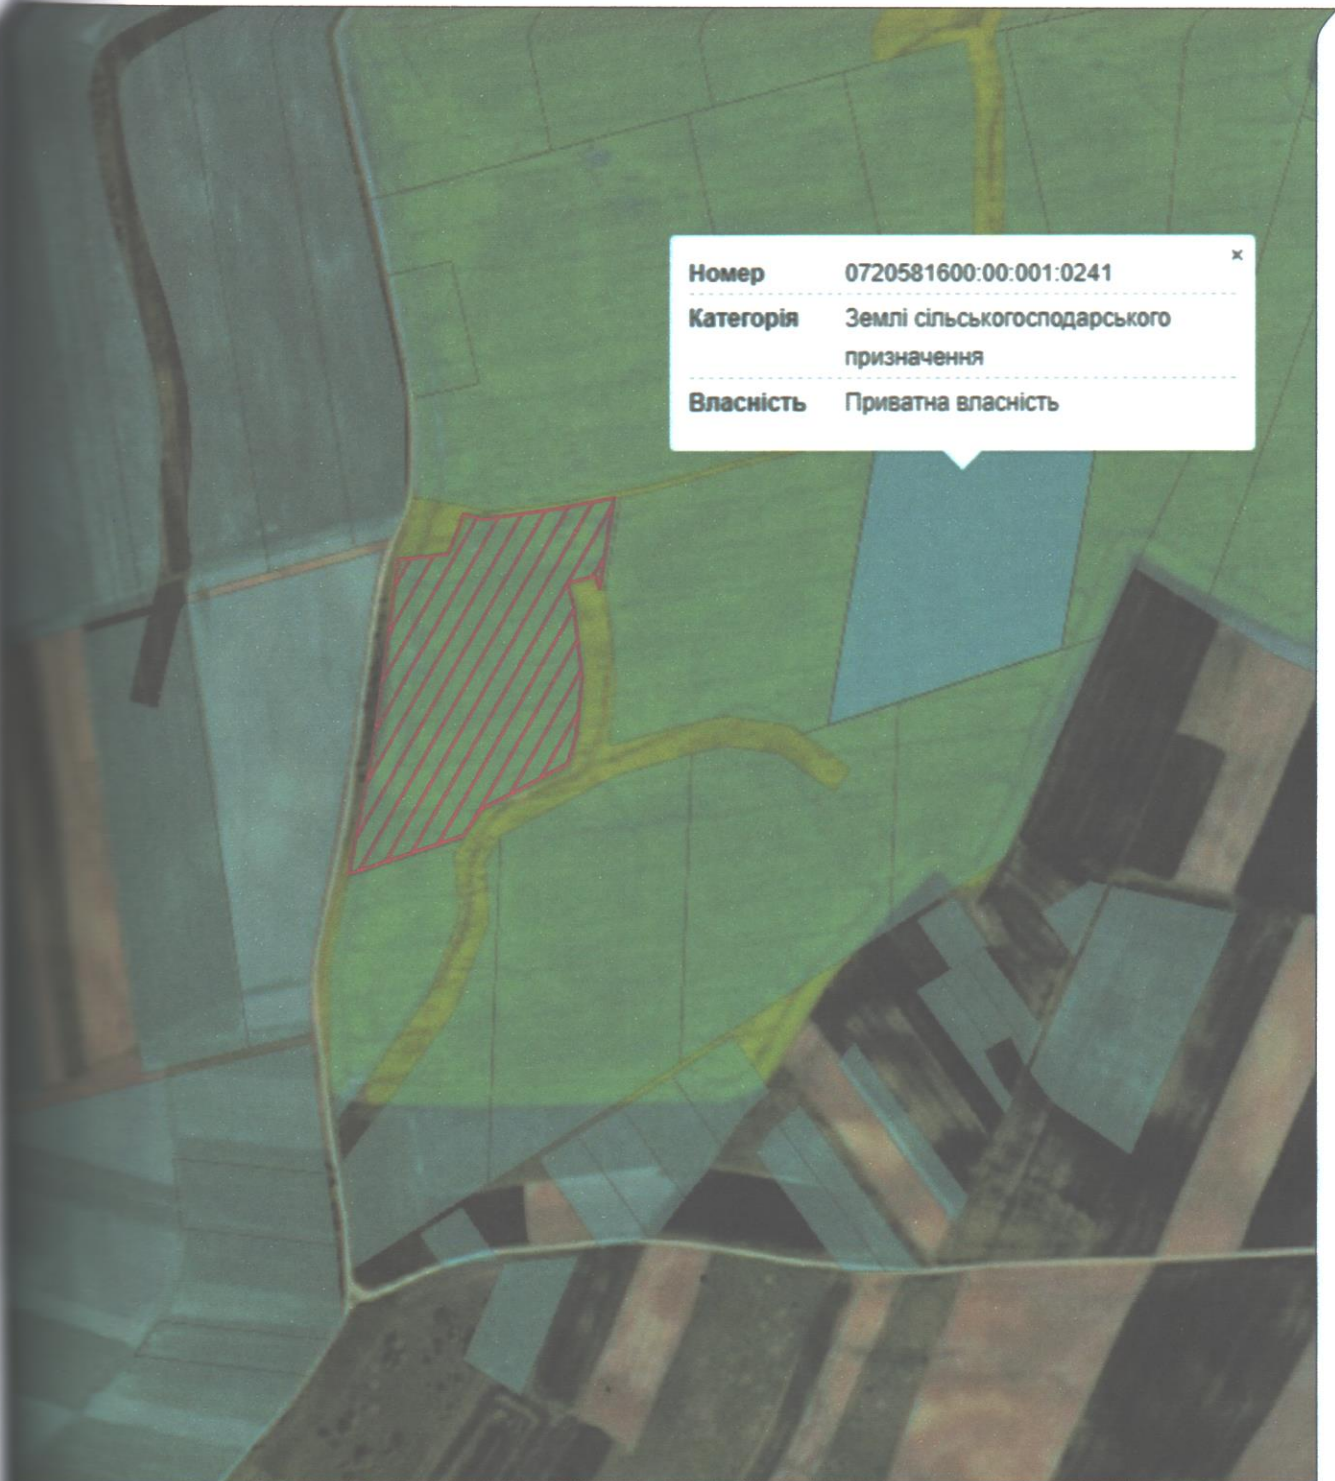 ×
Номер 0720581600:00:001:0241
Категорія Землі сільськогосподарського
призначення
Власність Приватна власність